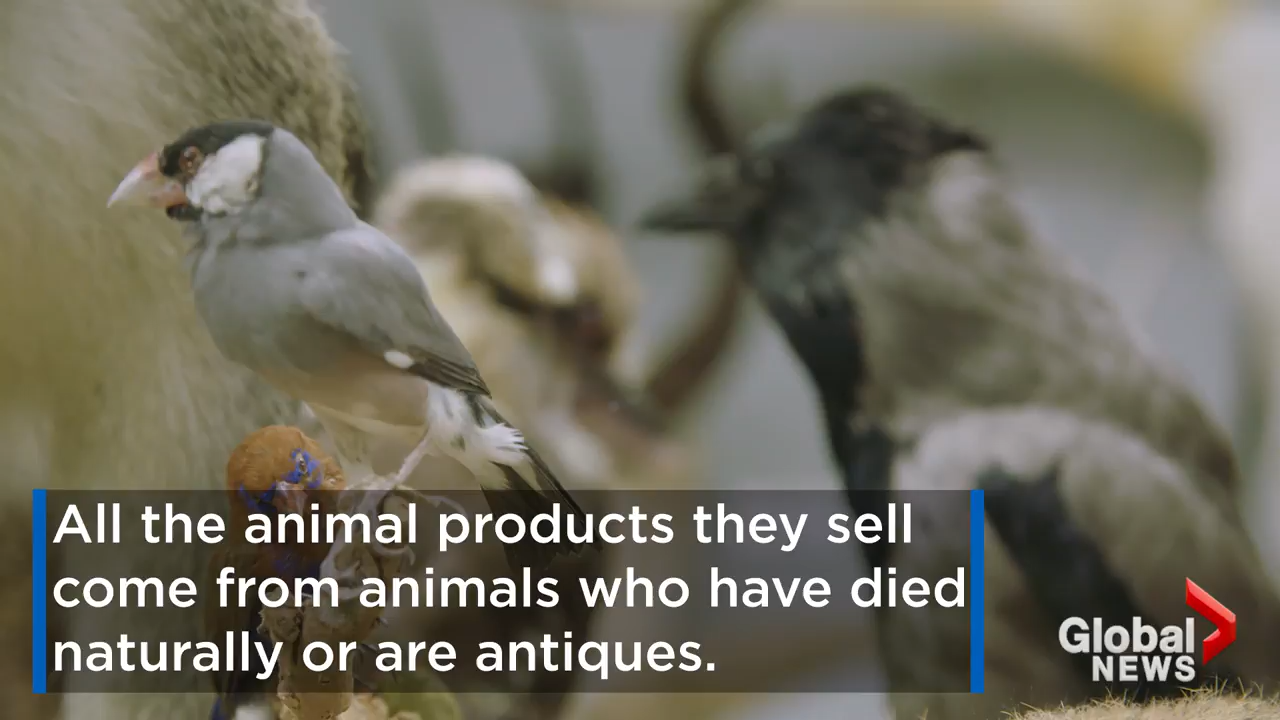 All the animal products they sell
come from animals who have died
naturally or are antiques.
Global
NEWS